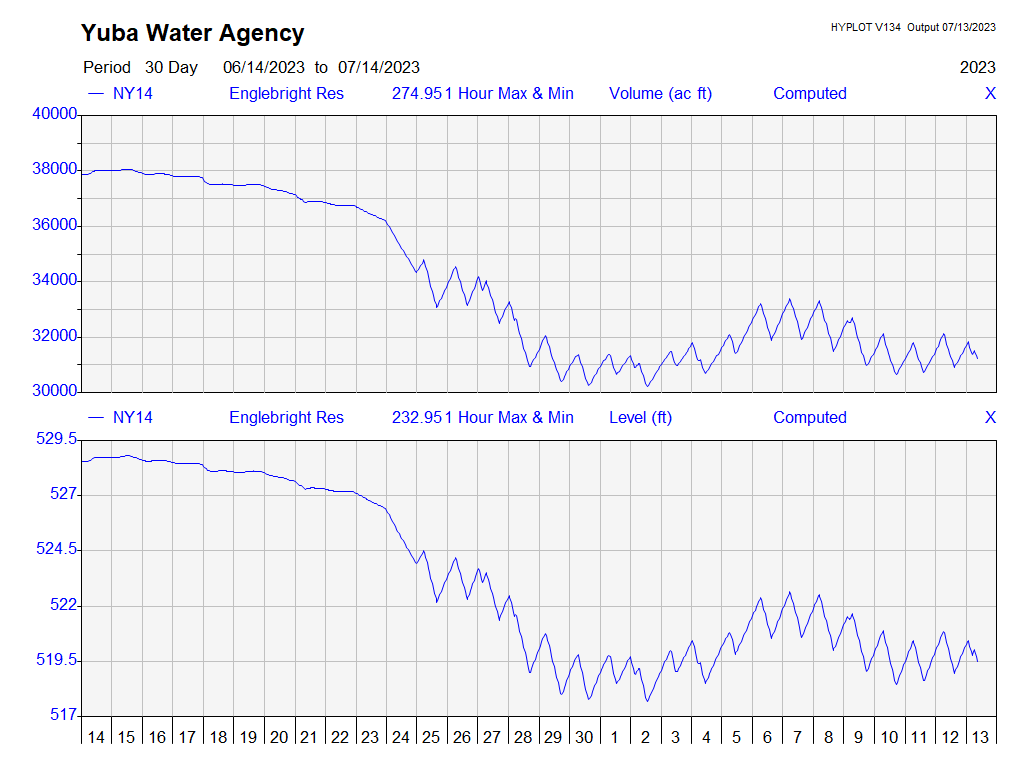 Yuba Water Agency
HYPLOT V134 Output 07/13/2023
Period 30 Day 06/14/2023 to 07/14/2023
2023
NY14 Englebright Res 274.951 Hour Max & Min Volume (ac ft) Computed X
40000
38000
36000
34000
32000
30000
NY14 Englebright Res 232.951 Hour Max & Min Level (ft) Computed X
529.5
527
524.5
522
519.5
517
14 15 16 17 18 19 20 21 22 23 24 25 26 27 28 29 30 1 2 3 4 5 6 7 8 9 10 11 12 13